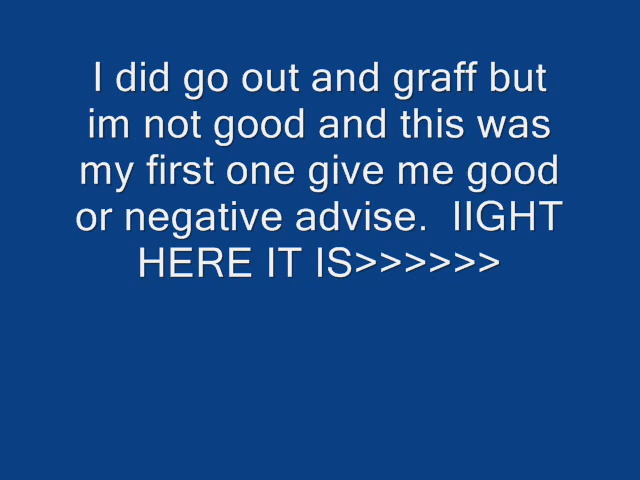 I did go out and graff but
im not good and this was
my first one give me good
or negative advise.  IIGHT
HERE IT IS>>>>>>